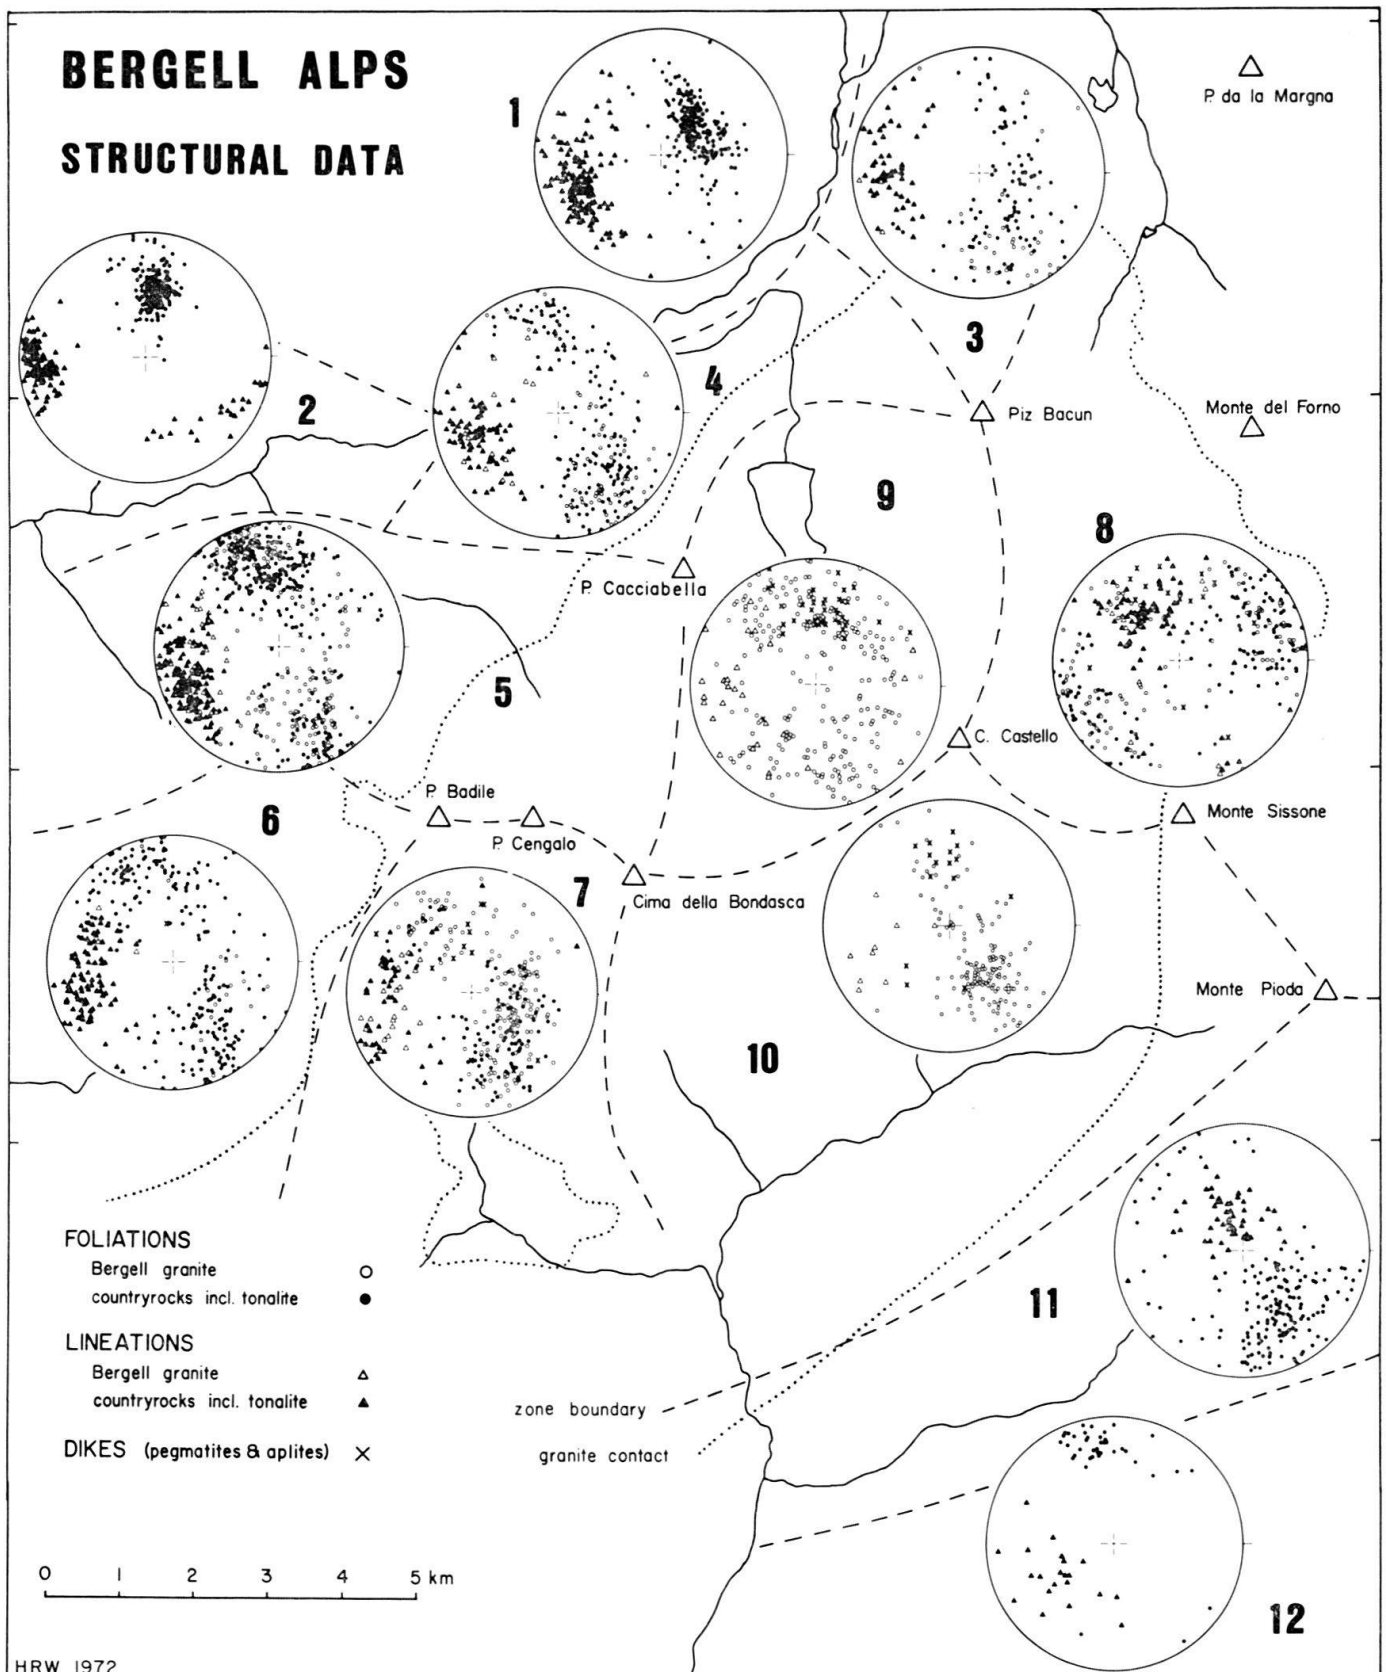 BERGELL ALPS
STRUCTURAL DATA
1
P. da la Margna
2
3
4
Piz Bacun
Monte del Forno
9
8
P. Cacciabella
5
C. Castello
P. Badile
6
P. Cengalo
Monte Sissone
7
Cima della Bondasca
Monte Pioda
10
FOLIATIONS
Bergell granite
countryrocks incl. tonalite
LINEATIONS
Bergell granite
countryrocks incl. tonalite
DIKES (pegmatites & aplites)
11
zone boundary
granite contact
0 1 2 3 4 5 km
12
HRW 1972